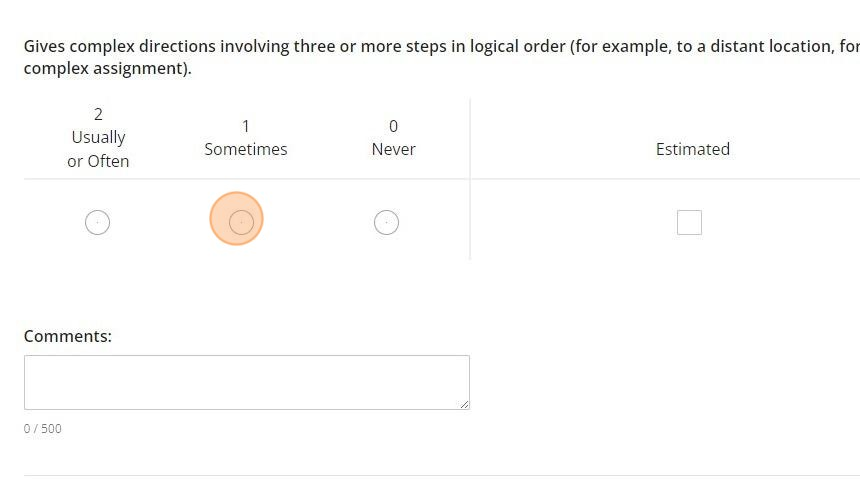 Gives complex directions involving three or more steps in logical order (for example, to a distant location, for
complex assignment).
2
Usually
or Often
1
Sometimes
0
Never
Estimated
Comments:
0 / 500